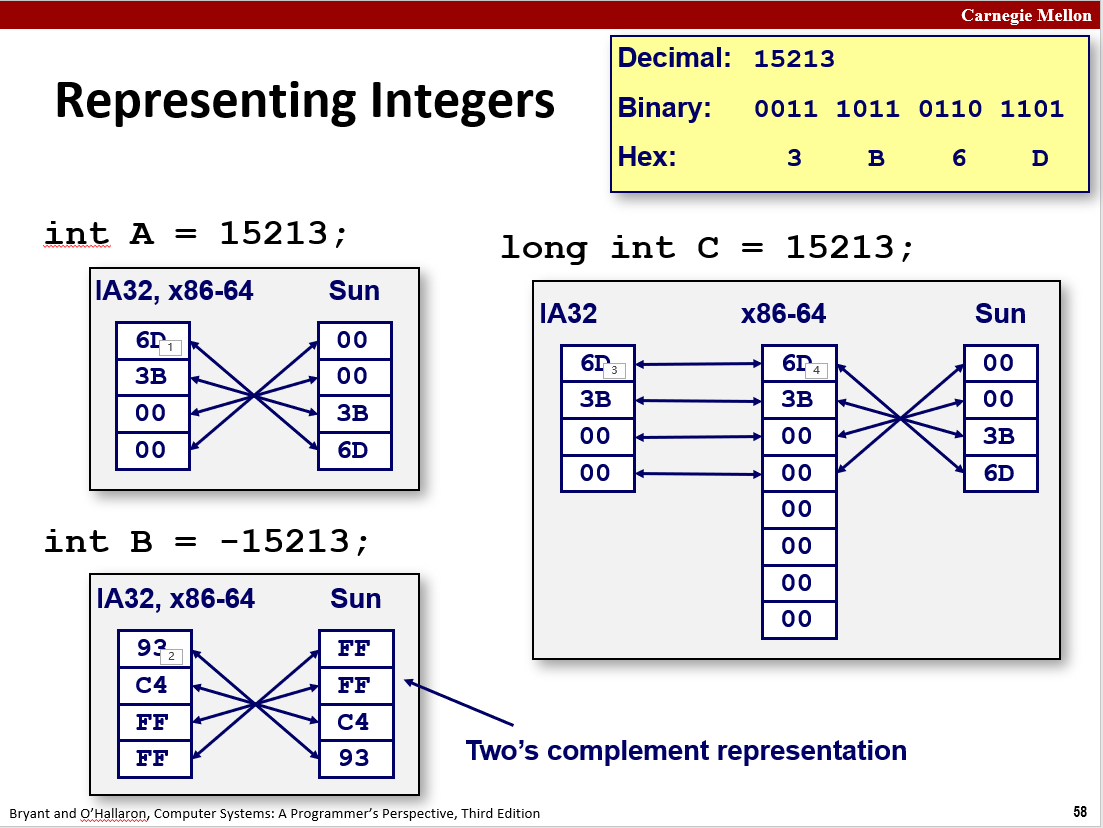 Carnegie Mellon
Representing Integers
Decimal: 15213
Binary: 0011 1011 0110 1101
Hex: 3 B 6 D
int A = 15213;
IA32, x86-64 Sun
6D 00
1
3B 00
00 3B
00 6D
int B = -15213;
IA32, x86-64 Sun
93 FF
2
C4 FF
FF C4
FF 93
Two’s complement representation
long int C = 15213;
IA32 x86-64 Sun
6D 6D 00
3 4
3B 3B 00
00 00 3B
00 00 6D
00
00
00
00
Bryant and O’Hallaron, Computer Systems: A Programmer’s Perspective, Third Edition
58